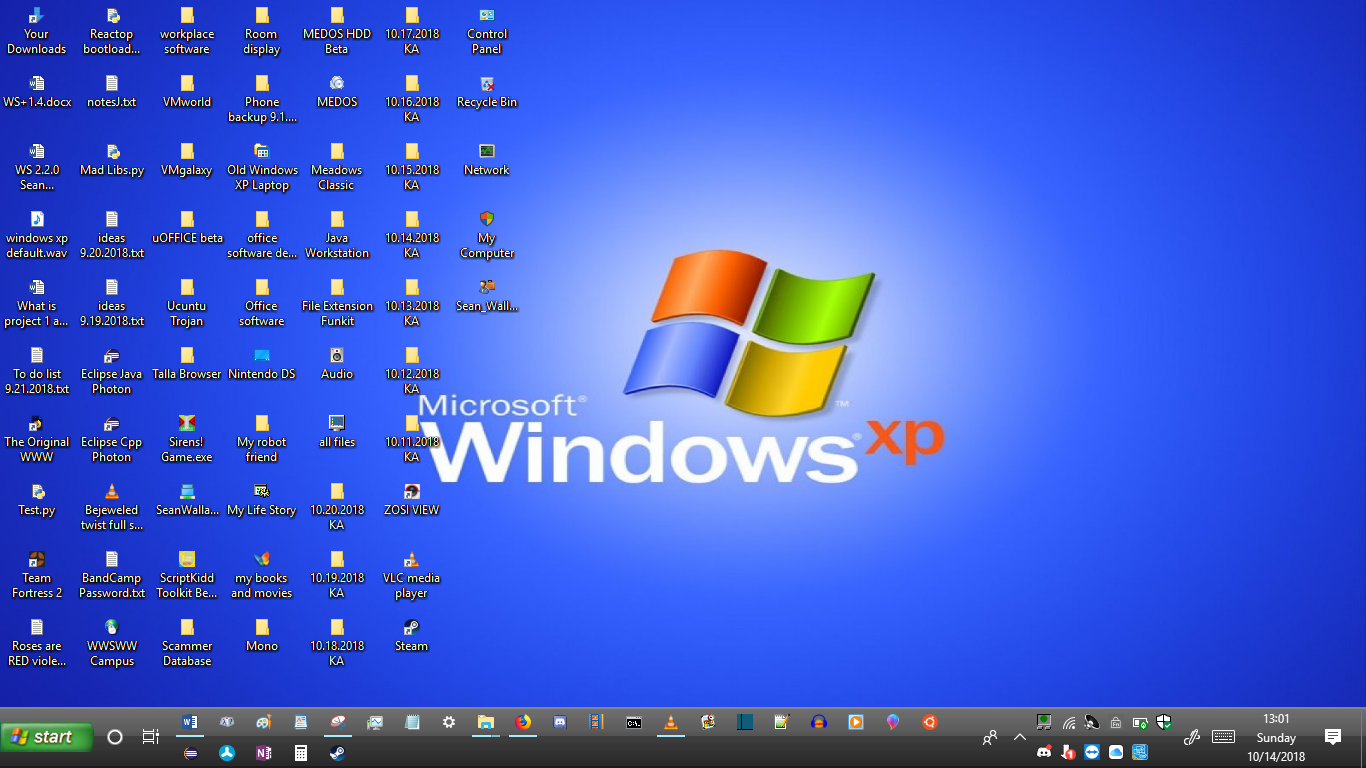 Your
Downloads
Reactop
bootload...
workplace
software
Room
display
MEDOS HDD
Beta
10.17.2018
KA
Control
Panel
WS+1.4.docx
notesJ.txt
VMworld
Phone
backup 9.1....
MEDOS
10.16.2018
KA
Recycle Bin
WS 2.2.0
Sean...
Mad Libs.py
VMgalaxy
Old Windows
XP Laptop
Meadows
Classic
10.15.2018
KA
Network
windows xp
default.wav
ideas
9.20.2018.txt
uOFFICE beta
office
software de...
Java
Workstation
10.14.2018
KA
My
Computer
What is
project 1 a...
ideas
9.19.2018.txt
Ucuntu
Trojan
Office
software
File Extension
Funkit
10.13.2018
KA
Sean_Wall...
To do list
9.21.2018.txt
Eclipse Java
Photon
Talla Browser
Nintendo DS
Audio
10.12.2018
KA
The Original
WWW
Eclipse Cpp
Photon
Sirens!
Game.exe
My robot
friend
all files
10.11.2018
KA
Test.py
Bejeweled
twist full s...
SeanWalla...
My Life Story
10.20.2018
KA
ZOSI VIEW
Team
Fortress 2
BandCamp
Password.txt
ScriptKidd
Toolkit Be...
my books
and movies
10.19.2018
KA
VLC media
player
Roses are
RED viole...
WWSWW
Campus
Scammer
Database
Mono
10.18.2018
KA
Steam
Microsoft®
Windows® xp
™
start
13:01
Sunday
10/14/2018